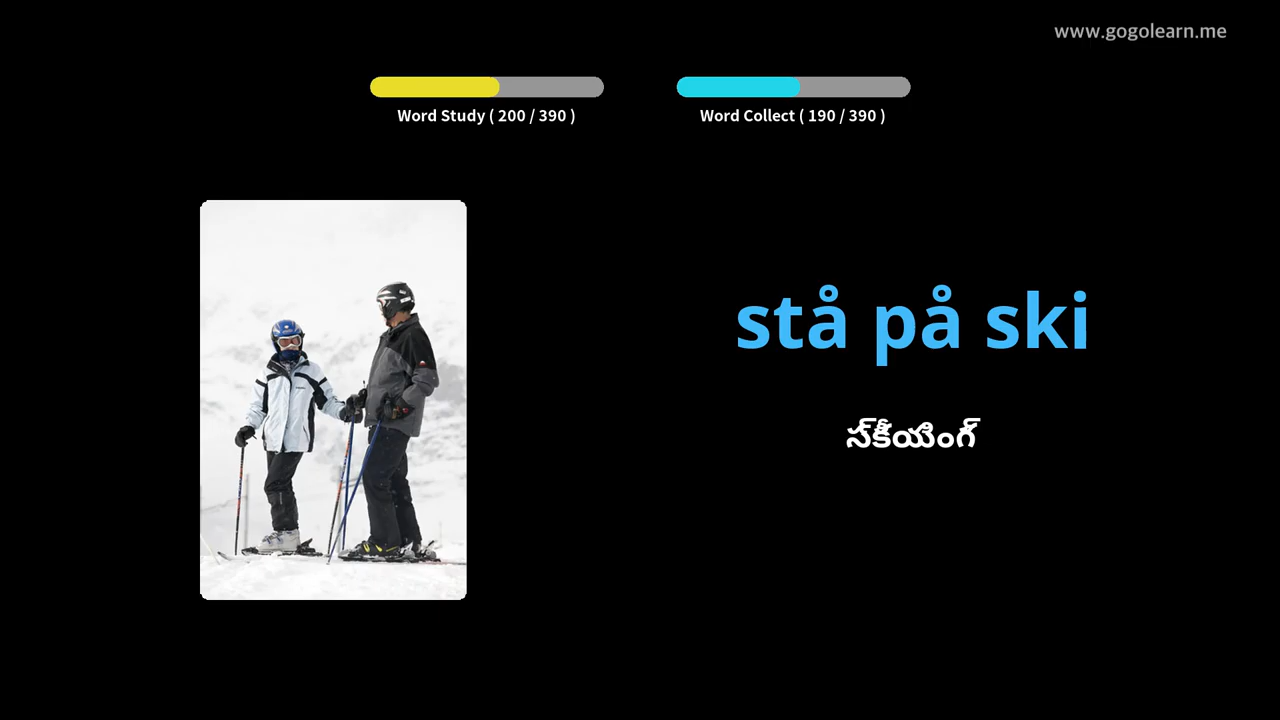 www.gogolearn.me
Word Study ( 200 / 390 )
Word Collect ( 190 / 390 )
stå på ski
స్‌కీయింగ్